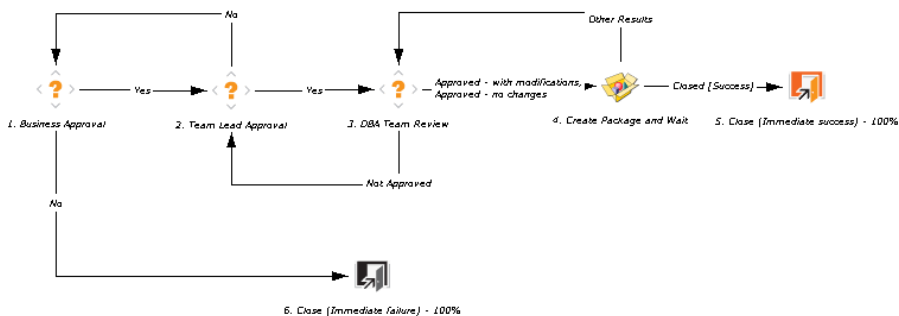 No
Other Results
Yes
Yes
Approved - with modifications,
Approved - no changes
Closed [Success]
1. Business Approval
2. Team Lead Approval
3. DBA Team Review
4. Create Package and Wait
5. Close (Immediate success) - 100%
Not Approved
No
6. Close (Immediate failure) - 100%